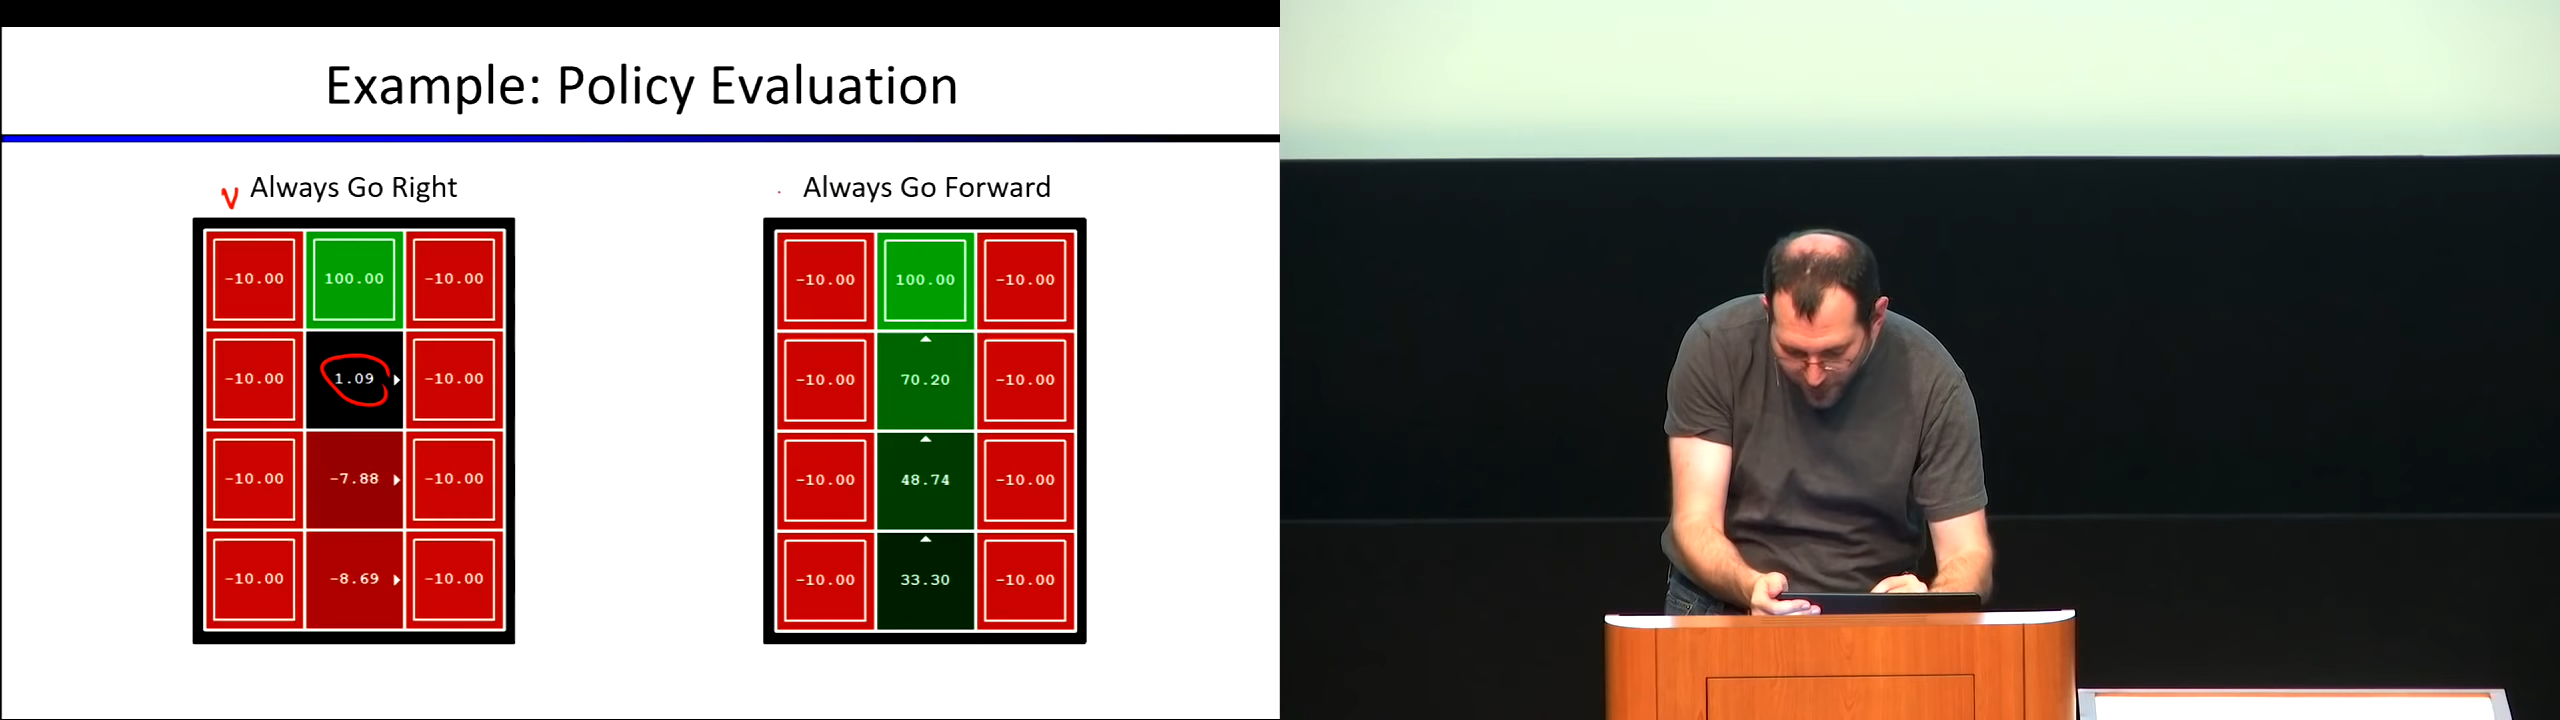 Example: Policy Evaluation
V Always Go Right
Always Go Forward
-10.00 100.00 -10.00
-10.00 1.09 -10.00
-10.00 -7.88 -10.00
-10.00 -8.69 -10.00
-10.00 100.00 -10.00
-10.00 70.20 -10.00
-10.00 48.74 -10.00
-10.00 33.30 -10.00